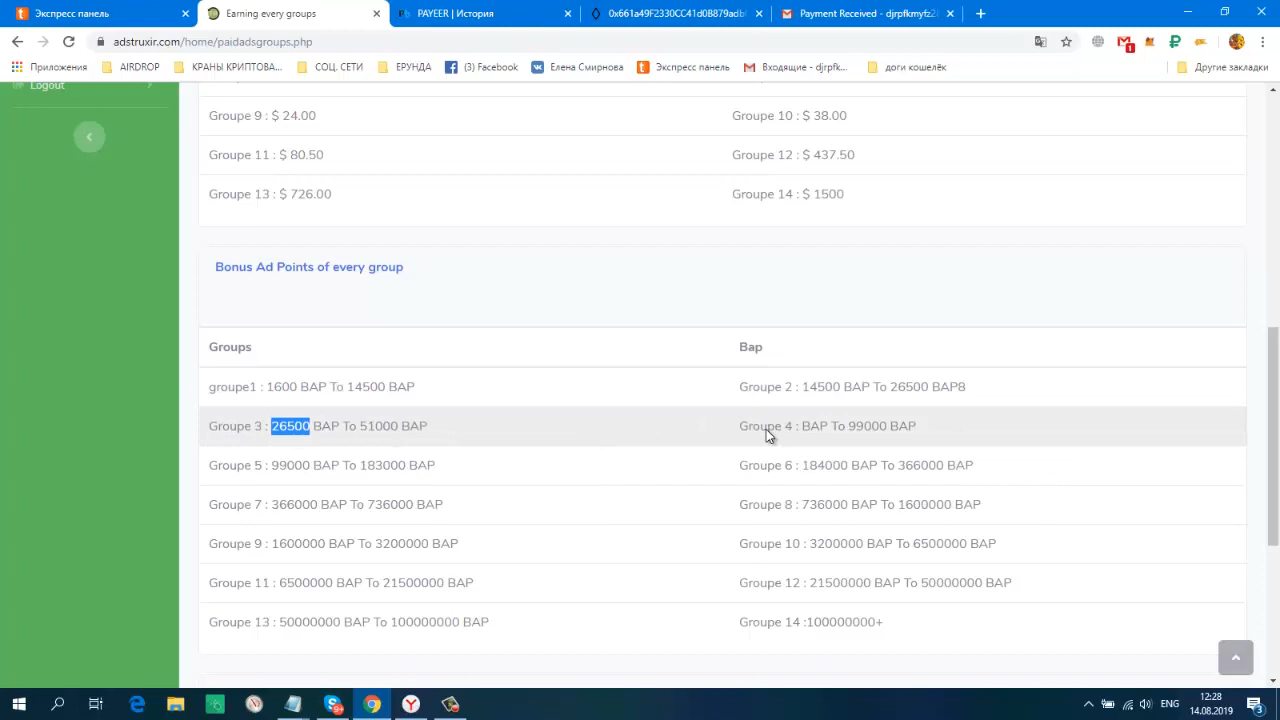 Экспресс панель
Earning every groups
PAYEER | История
0x661a49F2330CC41d0B879adb
Payment Received - djrpfkmyfz2
adstruxir.com/home/paidadsgroups.php
1
Приложения
AIRDROP
КРАНЫ КРИПТОВА...
СОЦ. СЕТИ
ЕРУНДА
(3) Facebook
Елена Смирнова
Экспресс панель
Входящие - djrpfk...
доги кошелёк
Другие закладки
Logout
Groupe 9 : $ 24.00
Groupe 10 : $ 38.00
Groupe 11 : $ 80.50
Groupe 12 : $ 437.50
Groupe 13 : $ 726.00
Groupe 14 : $ 1500
Bonus Ad Points of every group
Groups
Bap
groupe1 : 1600 BAP To 14500 BAP
Groupe 2 : 14500 BAP To 26500 BAP8
Groupe 3 : 26500 BAP To 51000 BAP
Groupe 4 : BAP To 99000 BAP
Groupe 5 : 99000 BAP To 183000 BAP
Groupe 6 : 184000 BAP To 366000 BAP
Groupe 7 : 366000 BAP To 736000 BAP
Groupe 8 : 736000 BAP To 1600000 BAP
Groupe 9 : 1600000 BAP To 3200000 BAP
Groupe 10 : 3200000 BAP To 6500000 BAP
Groupe 11 : 6500000 BAP To 21500000 BAP
Groupe 12 : 21500000 BAP To 50000000 BAP
Groupe 13 : 50000000 BAP To 100000000 BAP
Groupe 14 :100000000+
ENG
12:28
14.08.2019
3